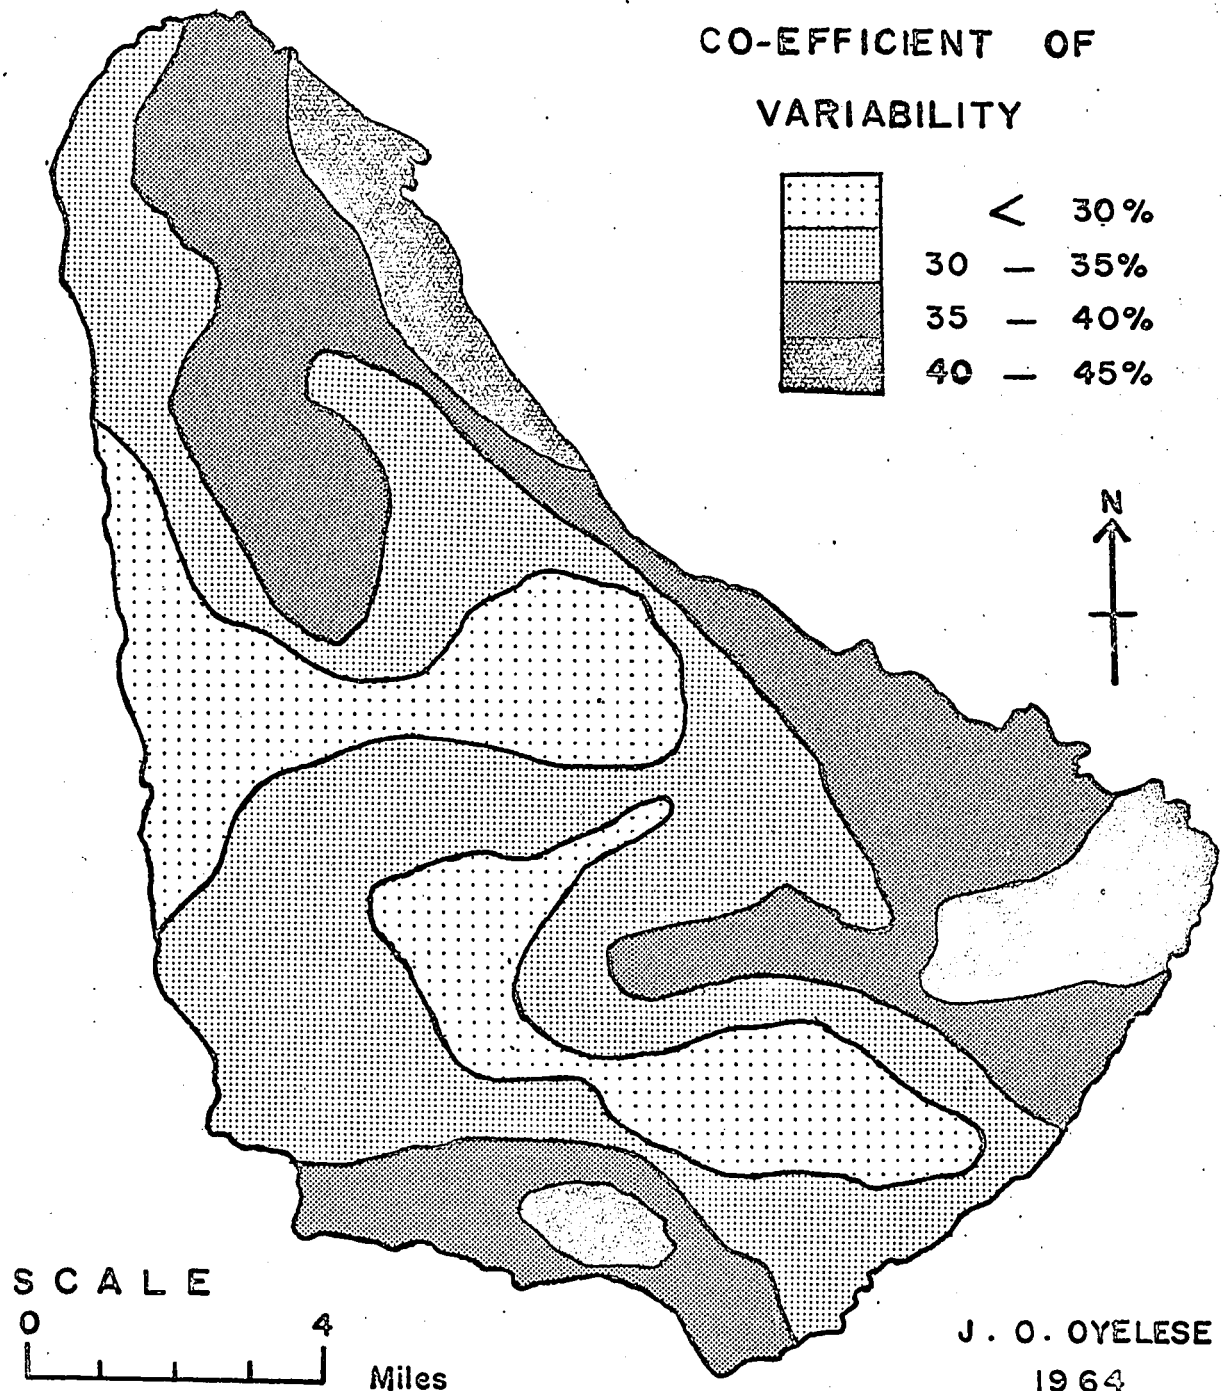 CO-EFFICIENT OF
VARIABILITY
< 30%
30 — 35%
35 — 40%
40 — 45%
N
SCALE
0 4
Miles
J. O. OYELESE
1964